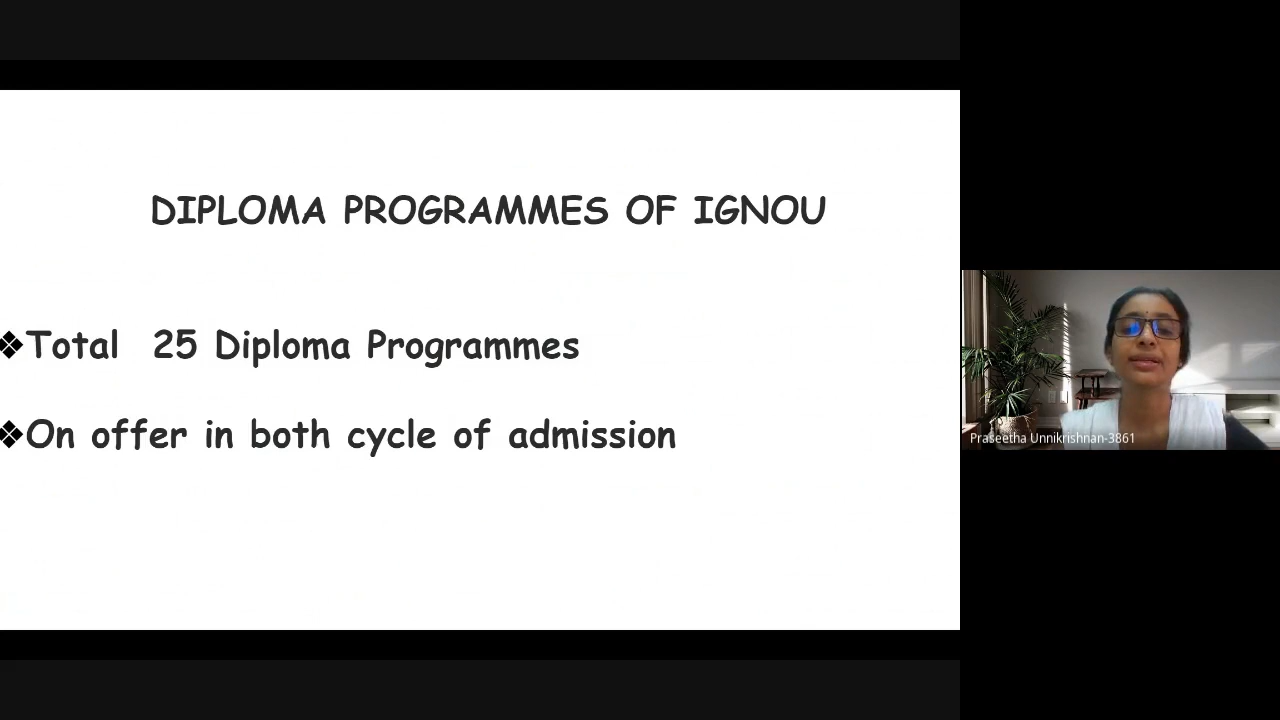 DIPLOMA PROGRAMMES OF IGNOU
❖Total 25 Diploma Programmes
❖On offer in both cycle of admission
Praseetha Unnikrishnan-3861